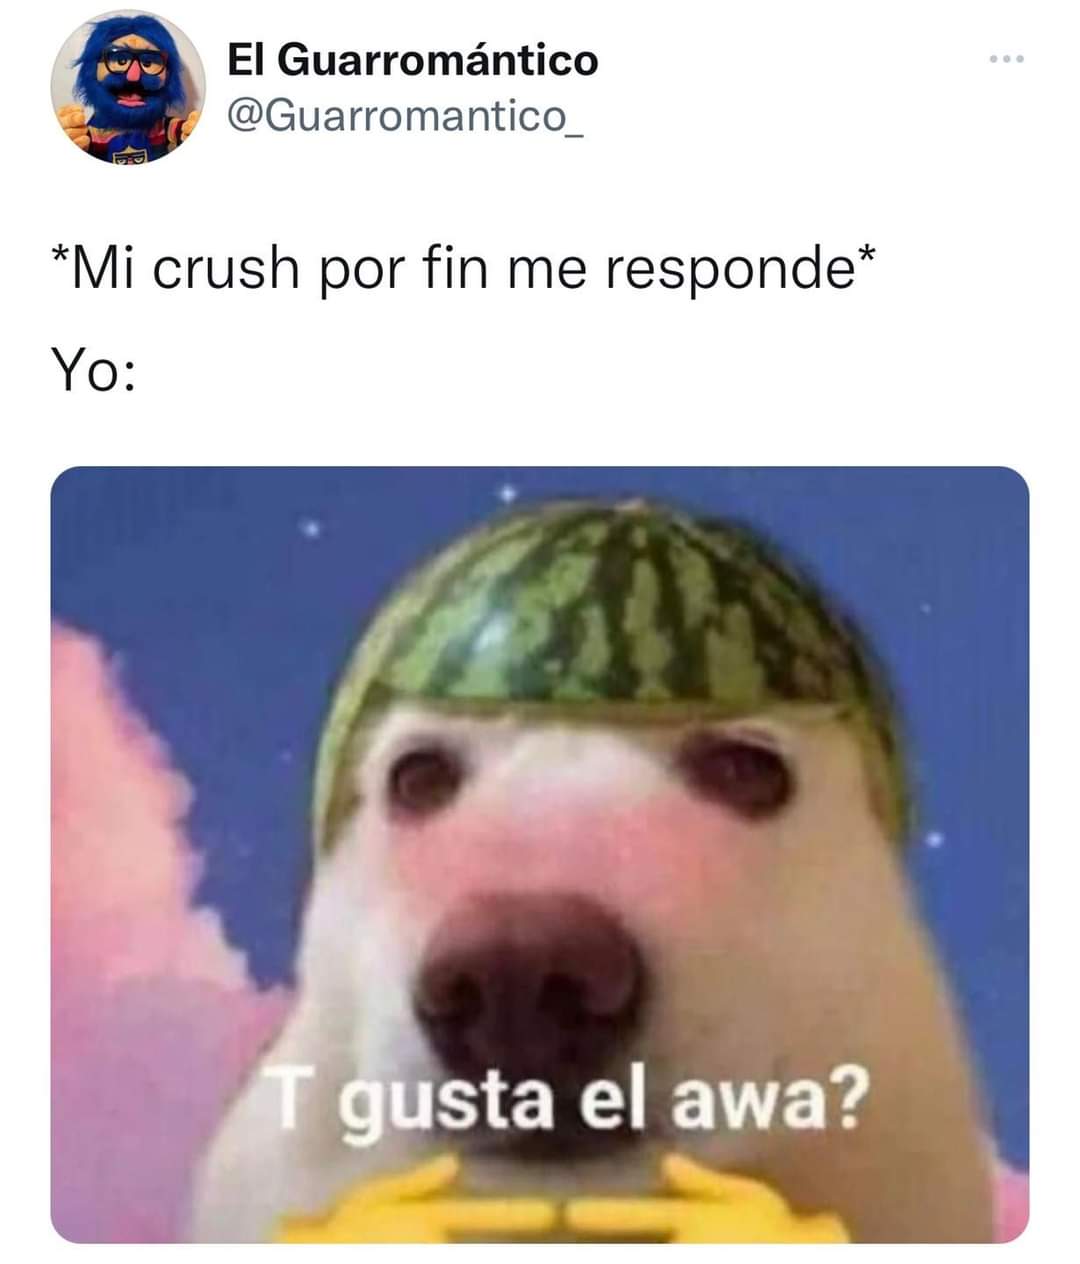 El Guarromántico
@Guarromantico_
*Mi crush por fin me responde*
Yo:
T gusta el awa?